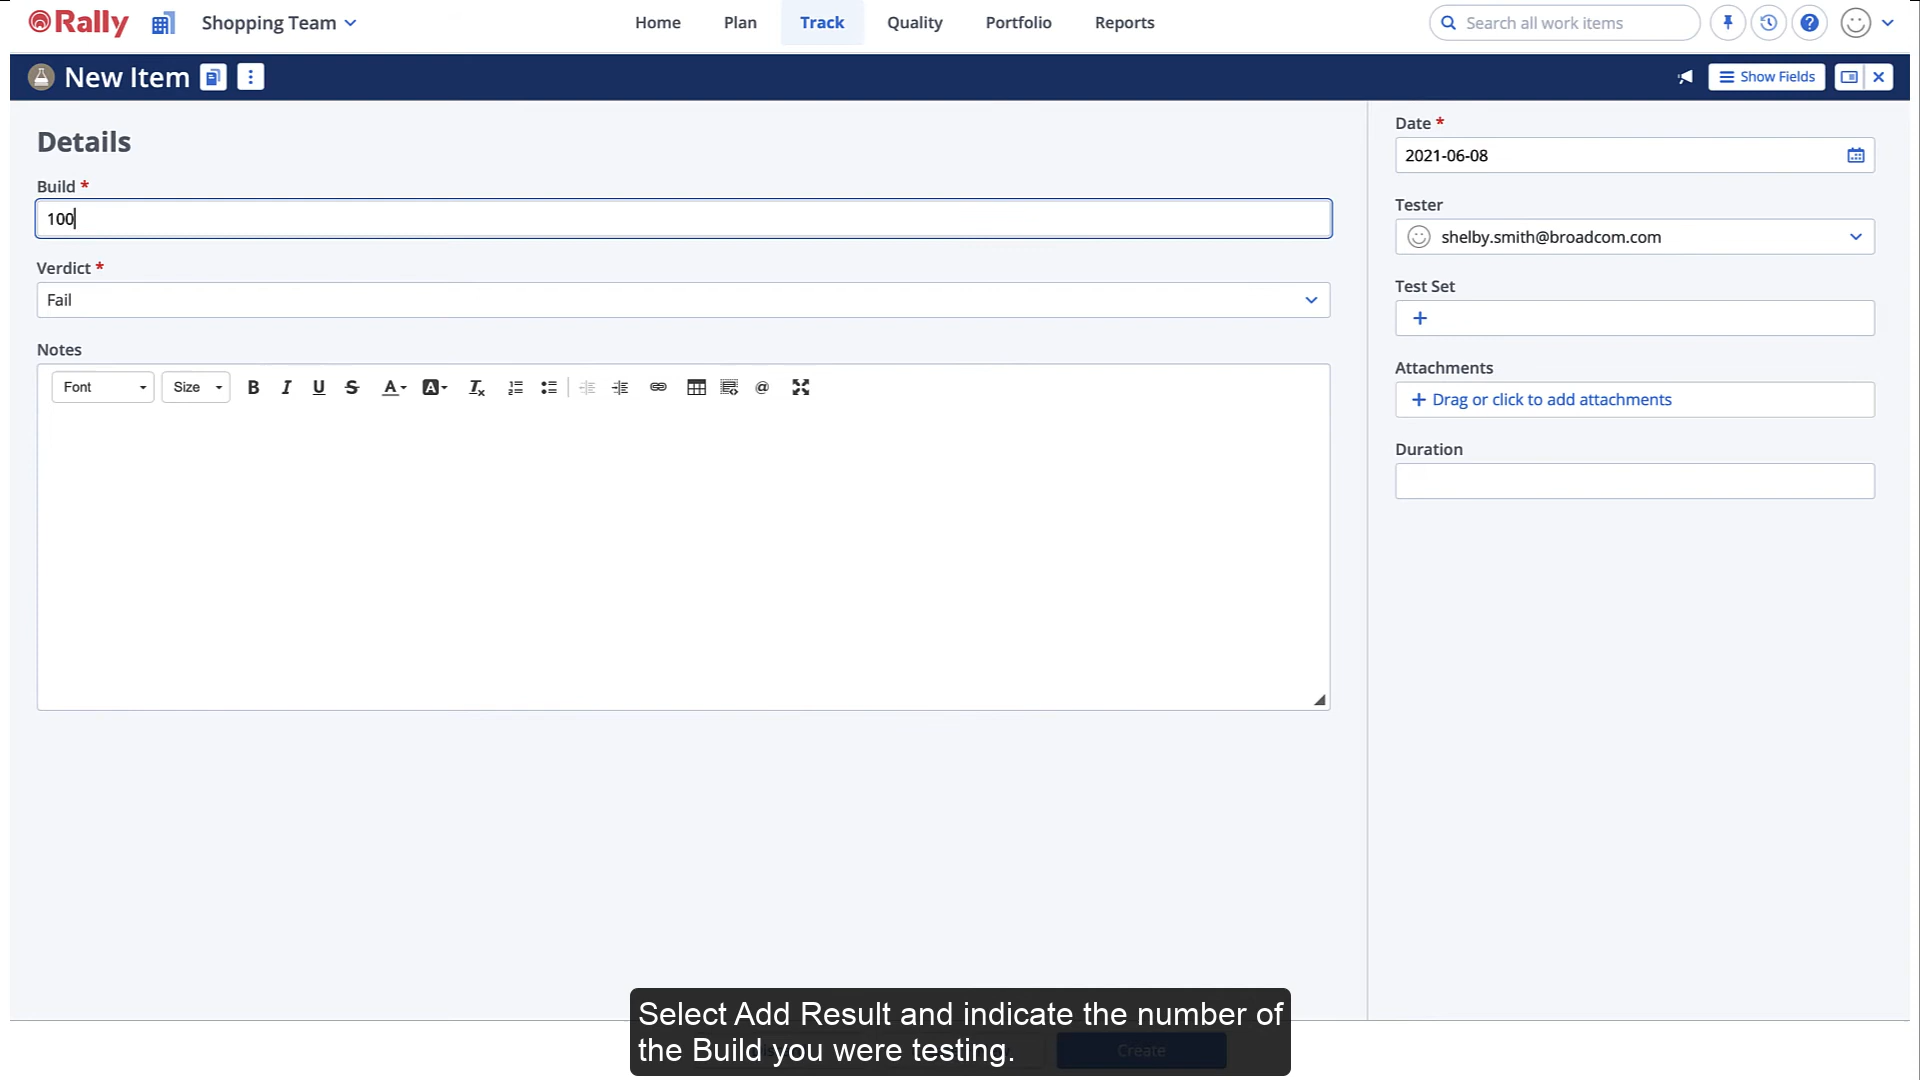 Rally
Shopping Team
Home
Plan
Track
Quality
Portfolio
Reports
Search all work items
New Item
Show Fields
Details
Build *
100
Verdict *
Fail
Notes
Font
Size
Date *
2021-06-08
Tester
shelby.smith@broadcom.com
Test Set
Attachments
+ Drag or click to add attachments
Duration
Select Add Result and indicate the number of
the Build you were testing.
Create